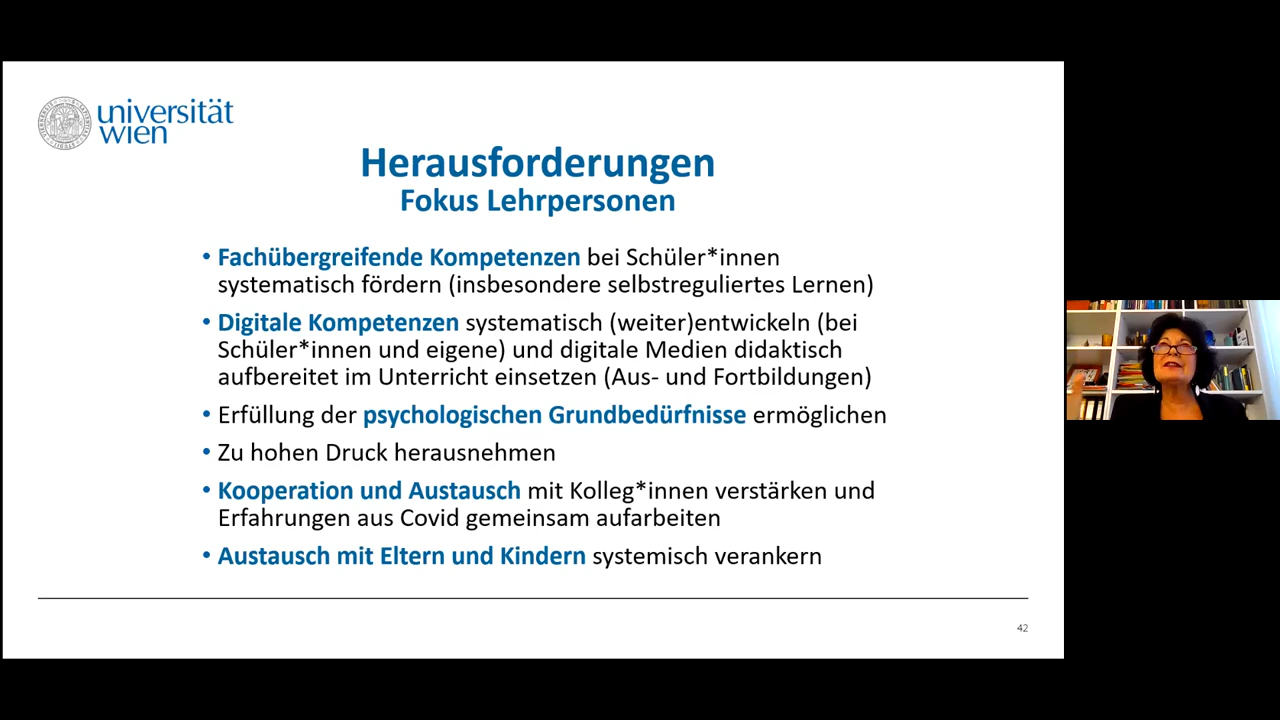 universität
wien
Herausforderungen
Fokus Lehrpersonen
• Fachübergreifende Kompetenzen bei Schüler*innen
systematisch fördern (insbesondere selbstreguliertes Lernen)
• Digitale Kompetenzen systematisch (weiter)entwickeln (bei
Schüler*innen und eigene) und digitale Medien didaktisch
aufbereitet im Unterricht einsetzen (Aus- und Fortbildungen)
• Erfüllung der psychologischen Grundbedürfnisse ermöglichen
• Zu hohen Druck herausnehmen
• Kooperation und Austausch mit Kolleg*innen verstärken und
Erfahrungen aus Covid gemeinsam aufarbeiten
• Austausch mit Eltern und Kindern systemisch verankern
42